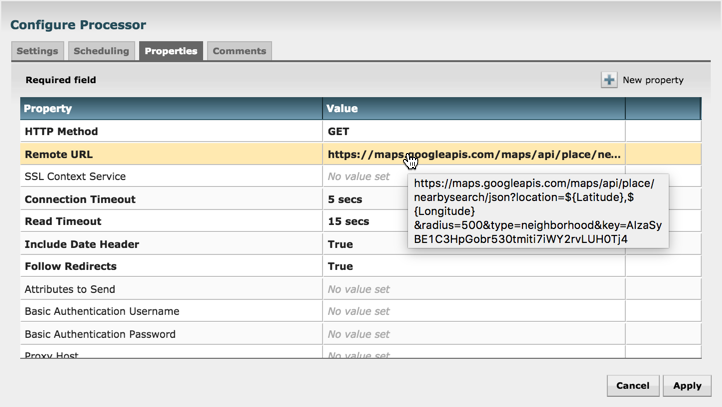 Configure Processor
Settings Scheduling Properties Comments
Required field New property
Property Value
HTTP Method GET
Remote URL https://maps.googleapis.com/maps/api/place/ne...
SSL Context Service No value set
https://maps.googleapis.com/maps/api/place/
nearbysearch/json?location=${Latitude},$
{Longitude}
&radius=500&type=neighborhood&key=AIzaSy
BE1C3HpGobr530tmiti7iWY2rvLUH0Tj4
Connection Timeout 5 secs
Read Timeout 15 secs
Include Date Header True
Follow Redirects True
Attributes to Send No value set
Basic Authentication Username No value set
Basic Authentication Password No value set
Proxy Host No value set
Cancel Apply